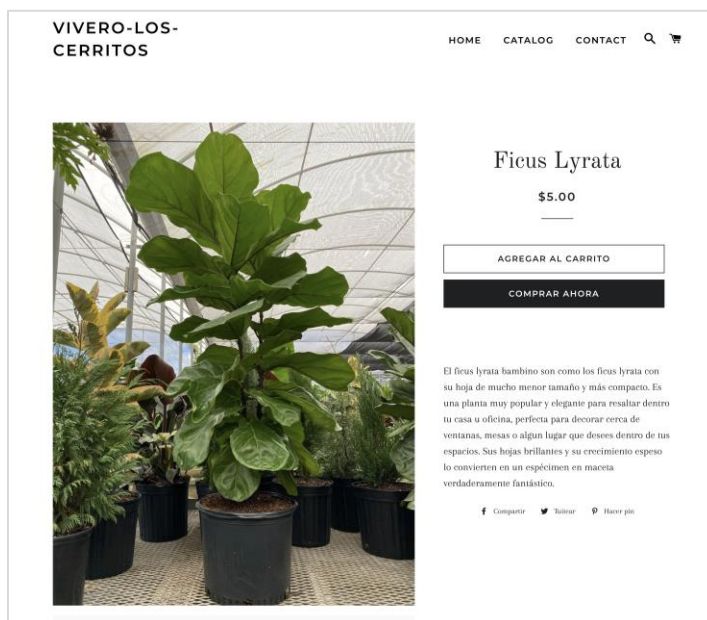 VIVERO-LOS-
CERRITOS
HOME CATALOG CONTACT
Ficus Lyrata
$5.00
AGREGAR AL CARRITO
COMPRAR AHORA
El ficus lyrata bambino son como los ficus lyrata con
su hoja de mucho menor tamaño y más compacto. Es
una planta muy popular y elegante para resaltar dentro
tu casa u oficina, perfecta para decorar cerca de
ventanas, mesas o algun lugar que desees dentro de tus
espacios. Sus hojas brillantes y su crecimiento espeso
lo convierten en un espécimen en maceta
verdaderamente fantástico.
Compartir Tuitear Hacer pin